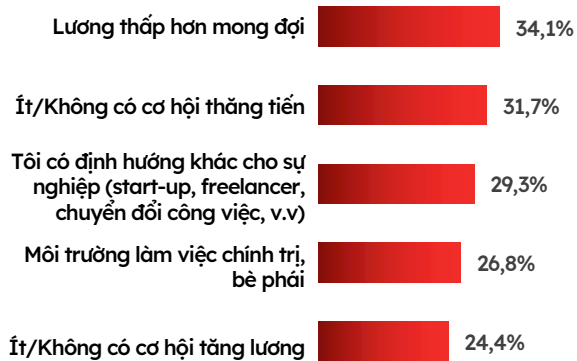 Lương thấp hơn mong đợi
34,1%
Ít/Không có cơ hội thăng tiến
31,7%
Tôi có định hướng khác cho sự
nghiệp (start-up, freelancer,
chuyển đổi công việc, v.v)
29,3%
Môi trường làm việc chính trị,
bè phái
26,8%
Ít/Không có cơ hội tăng lương
24,4%